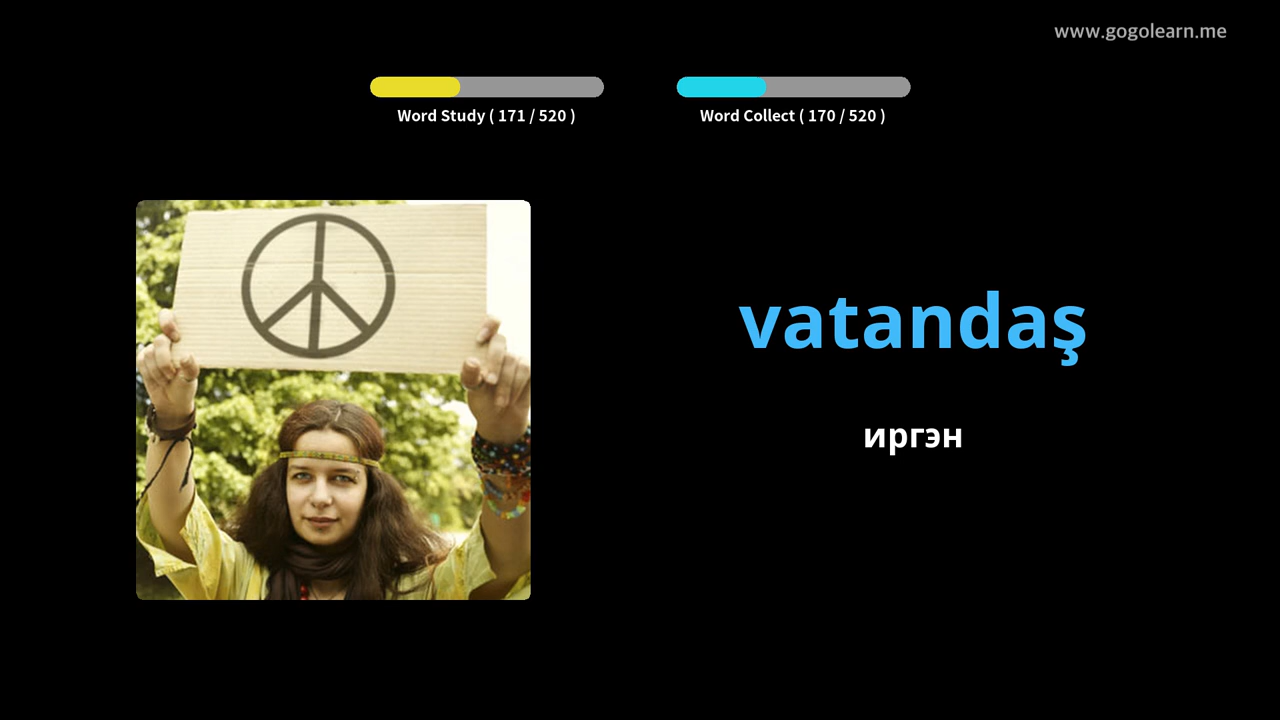 www.gogolearn.me
Word Study ( 171 / 520 )
Word Collect ( 170 / 520 )
vatandaş
иргэн